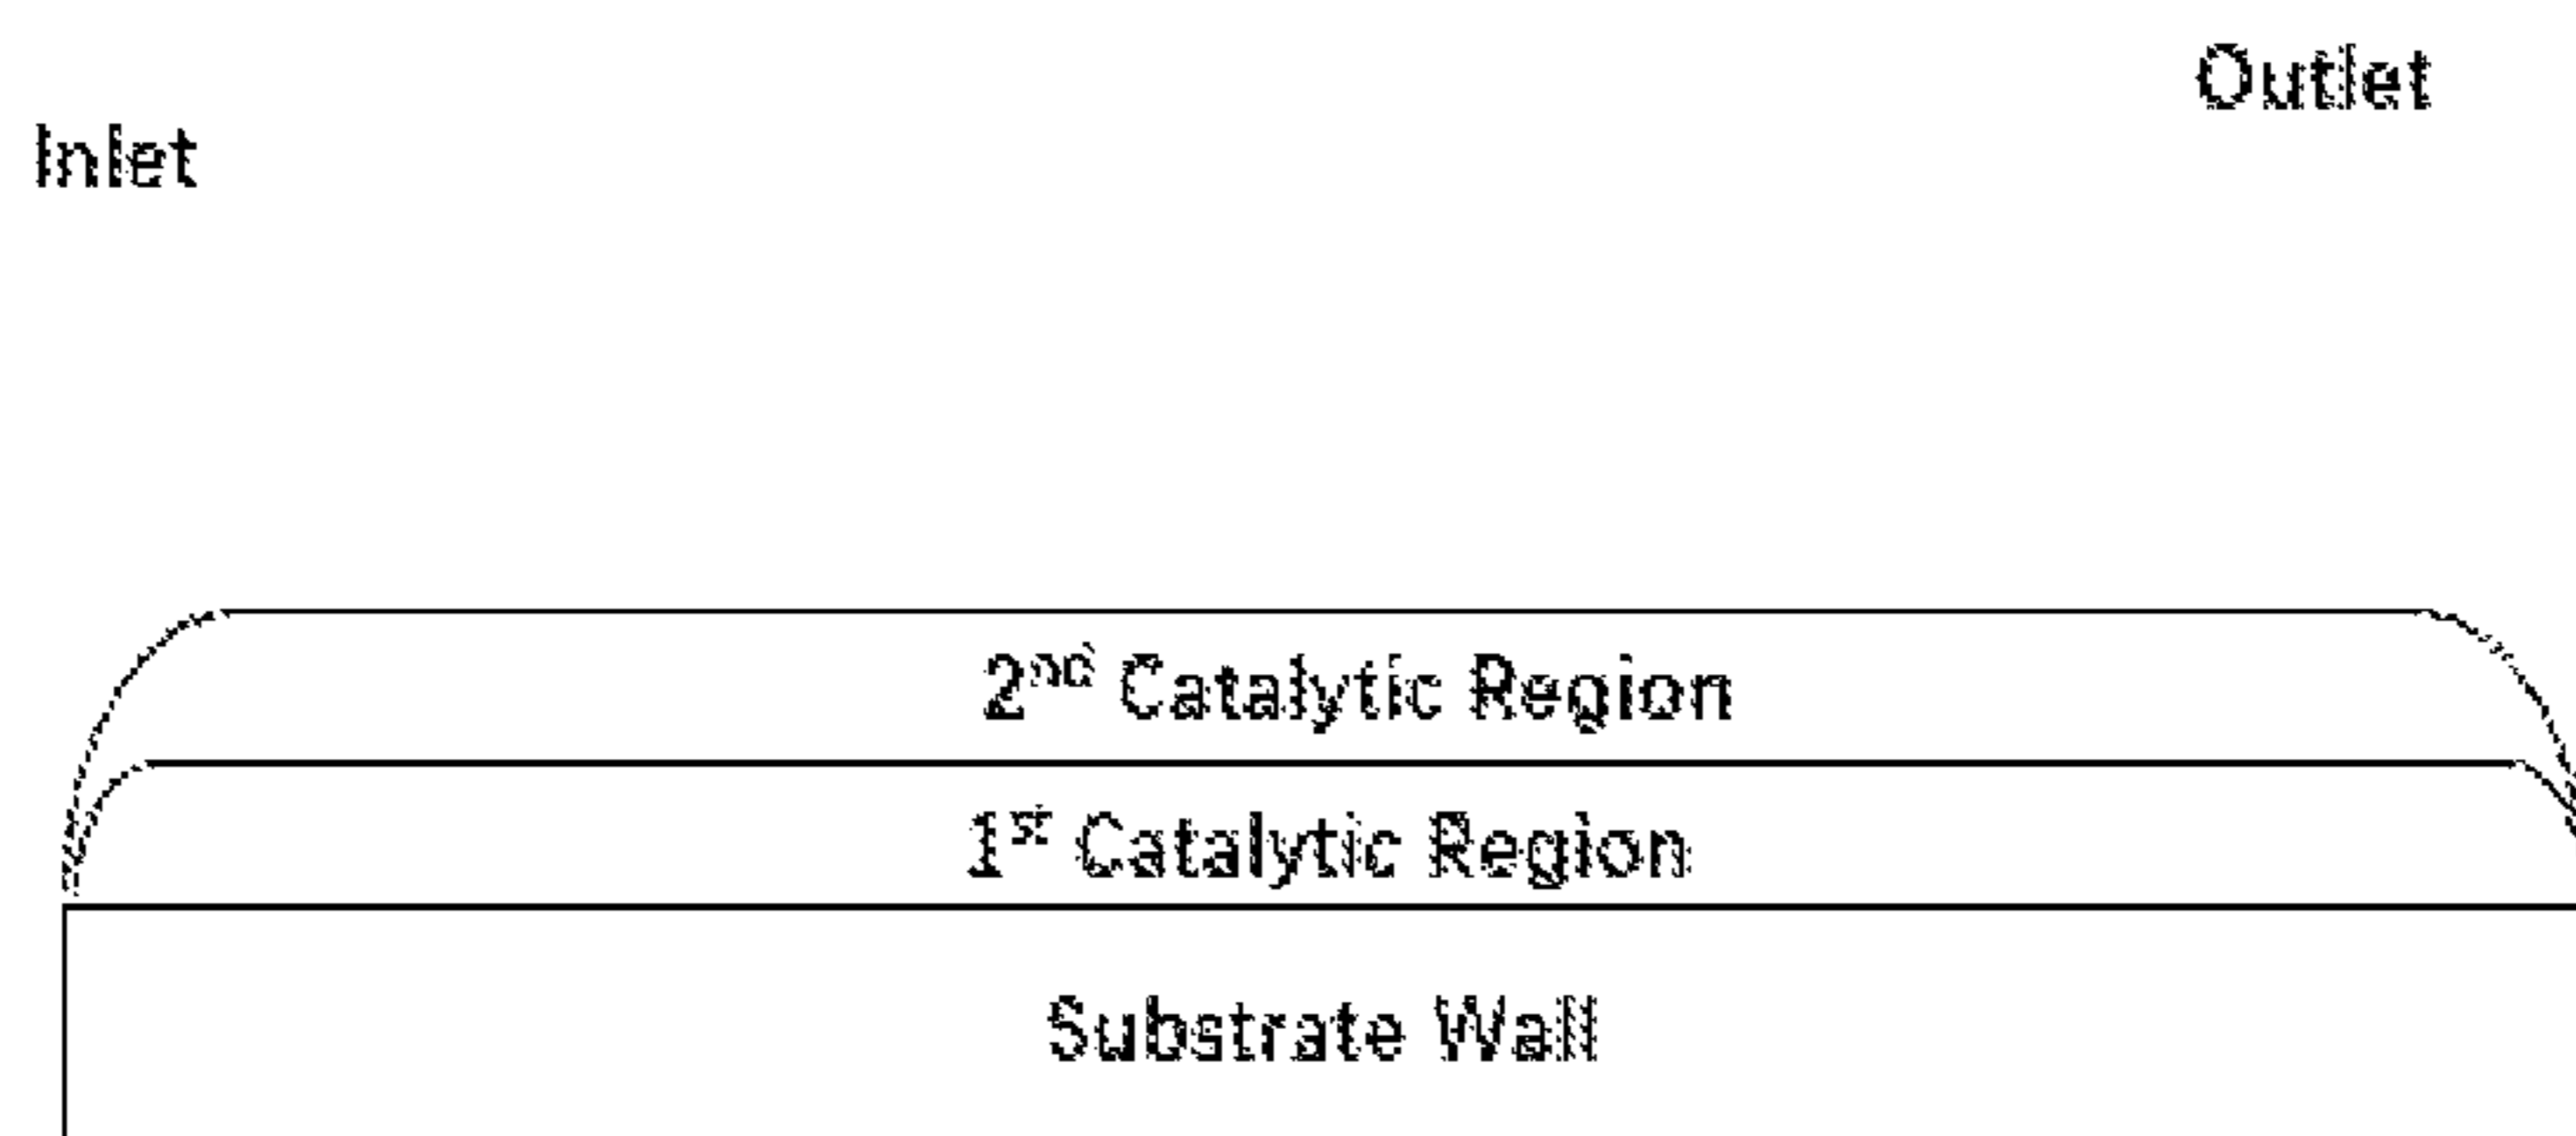 Outlet
Inlet
2nd Catalytic Region
1st Catalytic Region
Substrate Wall